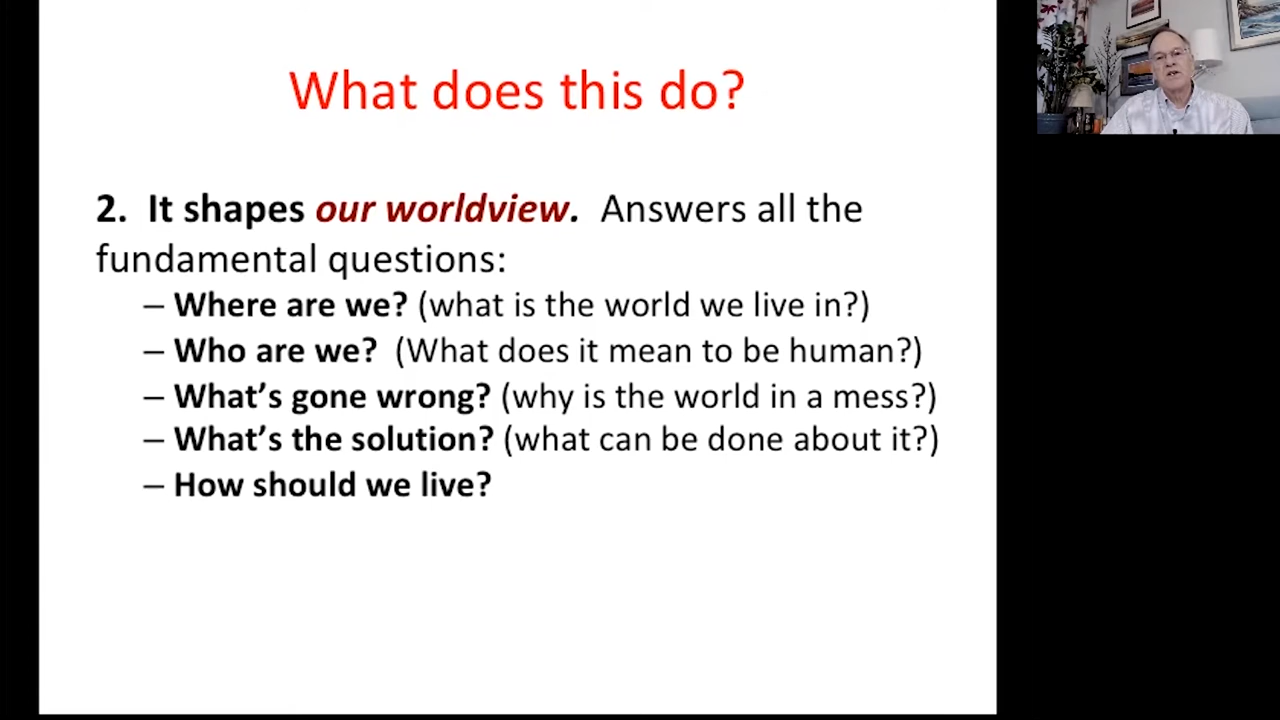 What does this do?
2.  It shapes our worldview.  Answers all the
fundamental questions:
– Where are we? (what is the world we live in?)
– Who are we?  (What does it mean to be human?)
– What’s gone wrong? (why is the world in a mess?)
– What’s the solution? (what can be done about it?)
– How should we live?